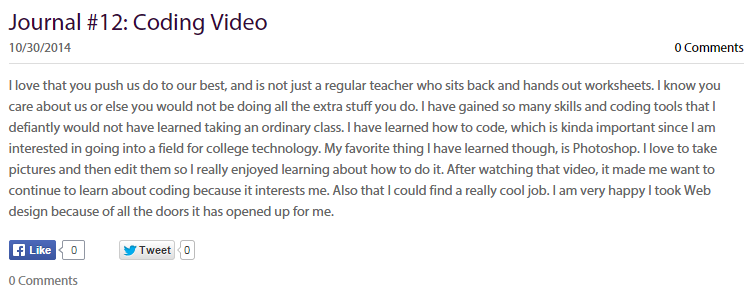 Journal #12: Coding Video
10/30/2014
0 Comments
I love that you push us do to our best, and is not just a regular teacher who sits back and hands out worksheets. I know you
care about us or else you would not be doing all the extra stuff you do. I have gained so many skills and coding tools that I
defiantly would not have learned taking an ordinary class. I have learned how to code, which is kinda important since I am
interested in going into a field for college technology. My favorite thing I have learned though, is Photoshop. I love to take
pictures and then edit them so I really enjoyed learning about how to do it. After watching that video, it made me want to
continue to learn about coding because it interests me. Also that I could find a really cool job. I am very happy I took Web
design because of all the doors it has opened up for me.
Like 0 Tweet 0
0 Comments